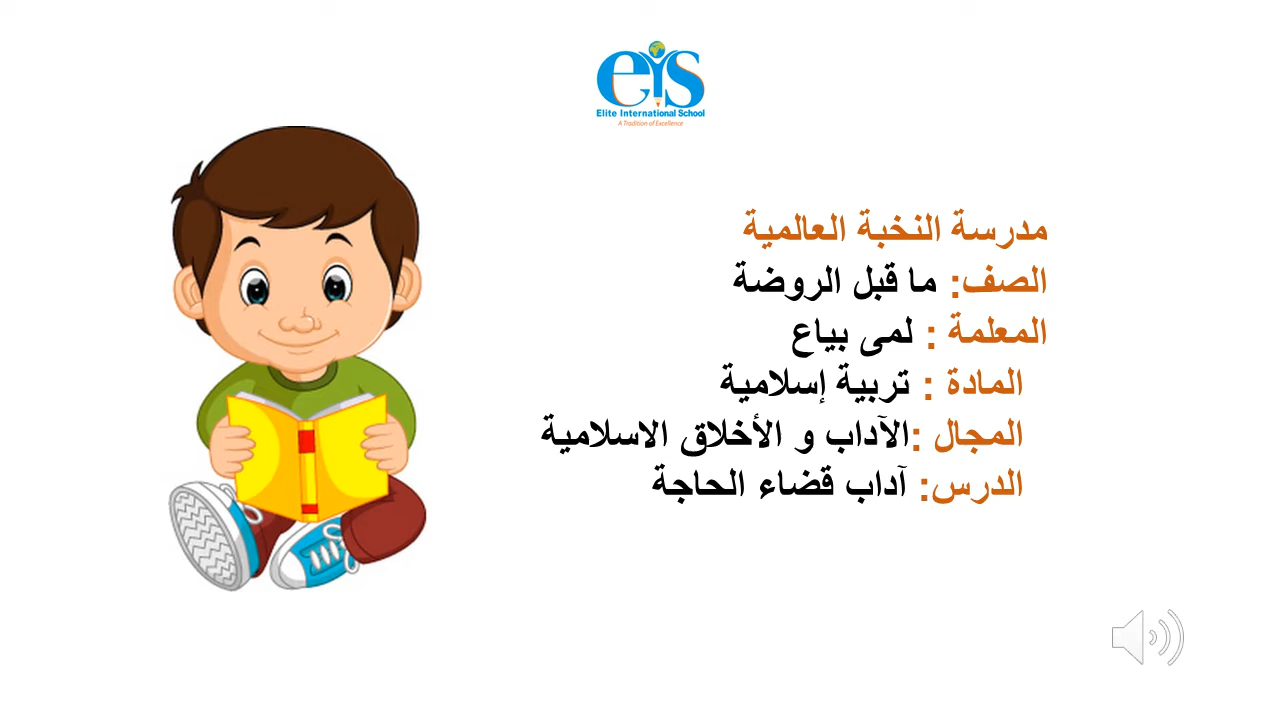 eis
Elite International School
A Tradition of Excellence
مدرسة النخبة العالمية
الصف: ما قبل الروضة
المعلمة : لمى بياع
المادة : تربية إسلامية
المجال :الآداب و الأخلاق الاسلامية
الدرس: آداب قضاء الحاجة